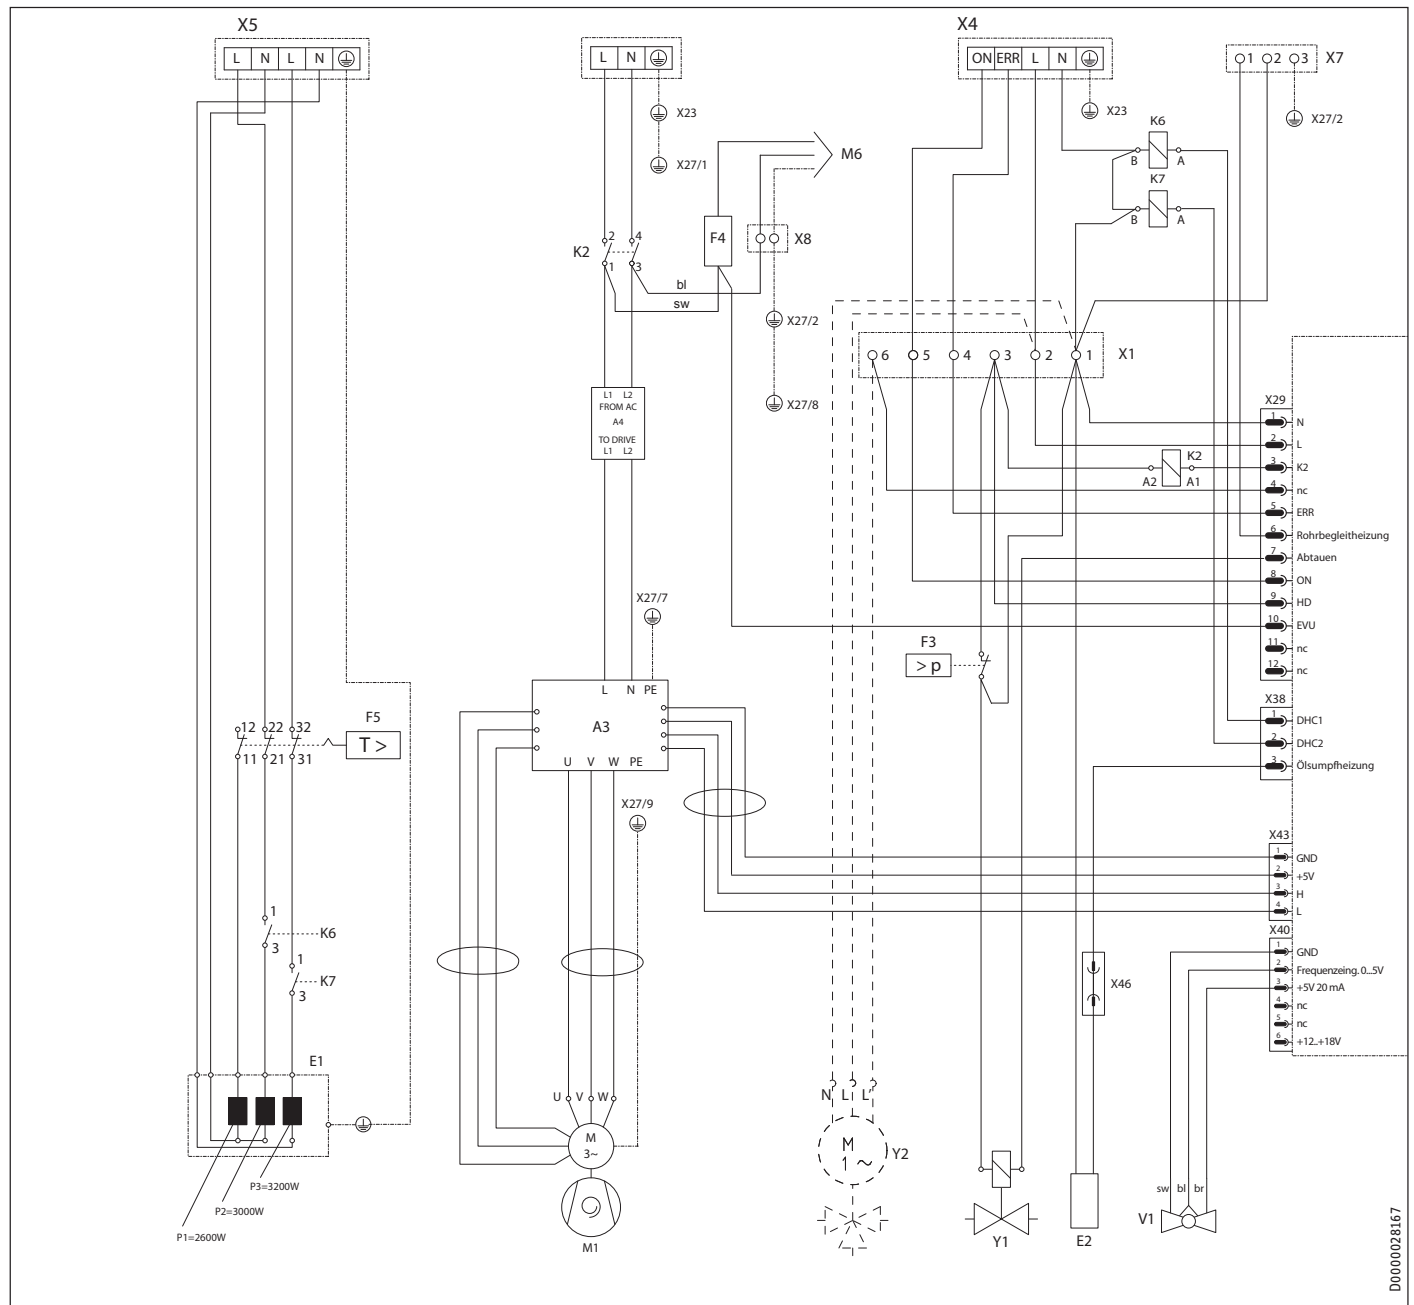 X5
X4
L N L N
L N
ON ERR L N
1 2 3
X7
X23
X27/1
X23
X27/2
M6
K6
B A
K7
B A
K2
2 4
1 3
F4
X8
bl
sw
X27/2
X27/8
6 5 4 3 2 1
X1
L1 L2
FROM AC
A4
TO DRIVE
L1 L2
X29
1 N
2 L
3 K2
4 nc
5 ERR
6 Rohrbegleitheizung
7 Abtauen
8 ON
9 HD
10 EVU
11 nc
12 nc
K2
A2 A1
X27/7
F3
> p
L N PE
A3
U V W PE
X38
1 DHC1
2 DHC2
3 Ölsumpfheizung
12 22 32
11 21 31
F5
T >
X27/9
X43
1 GND
2 +5V
3 H
4 L
X40
1 GND
2 Frequenzeing. 0...5V
3 +5V 20 mA
4 nc
5 nc
6 +12..+18V
1
3
K6
1
3
K7
X46
E1
U V W
M
3~
M1
N L L'
M
1 ~
Y2
Y1
E2
sw bl br
V1
P3=3200W
P2=3000W
P1=2600W
D0000028167